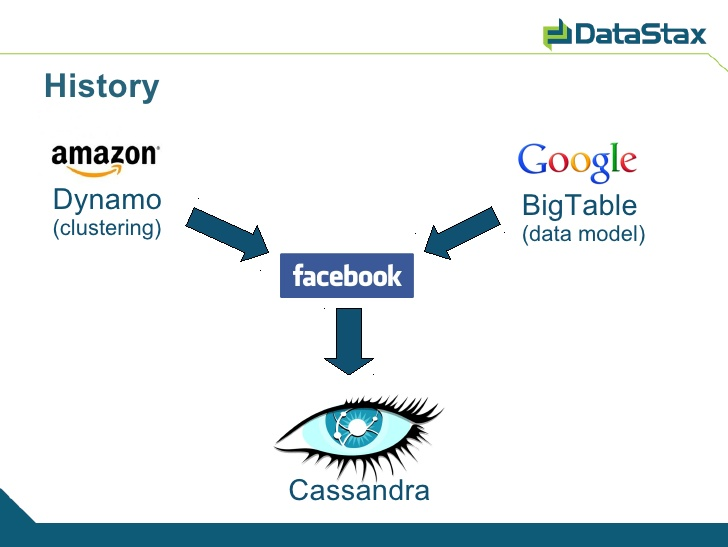 DataStax
History
amazon
Dynamo
(clustering)
Google
BigTable
(data model)
facebook
Cassandra